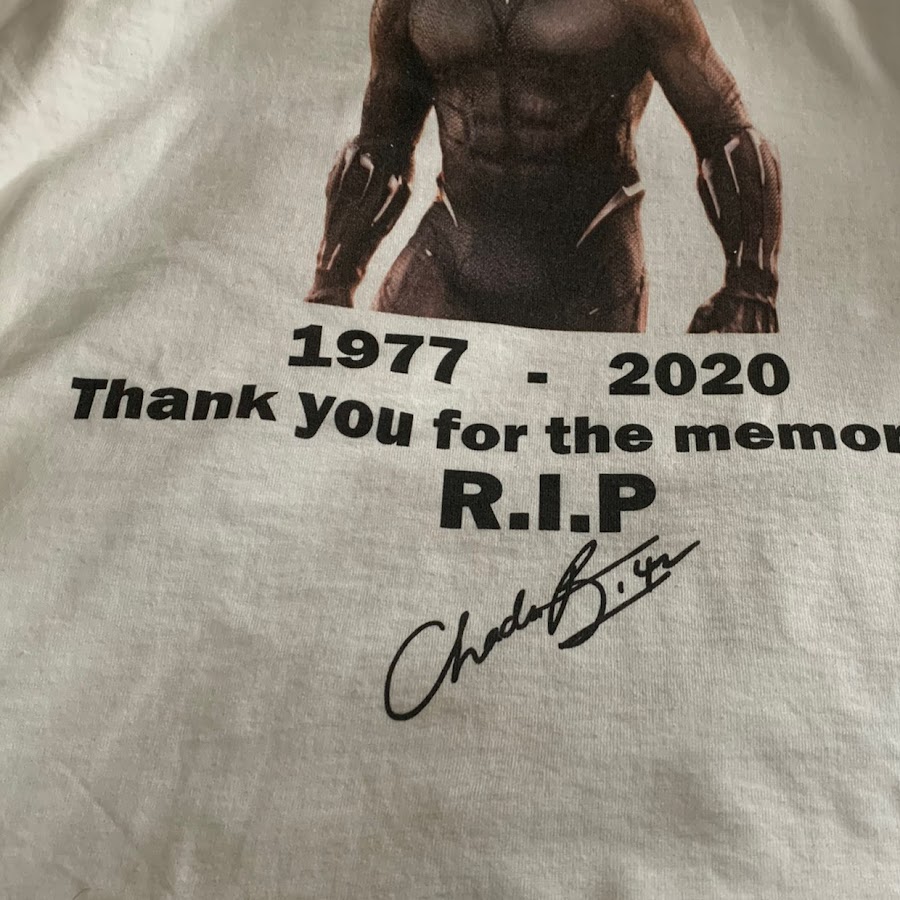 1977 - 2020
Thank you for the memor
R.I.P